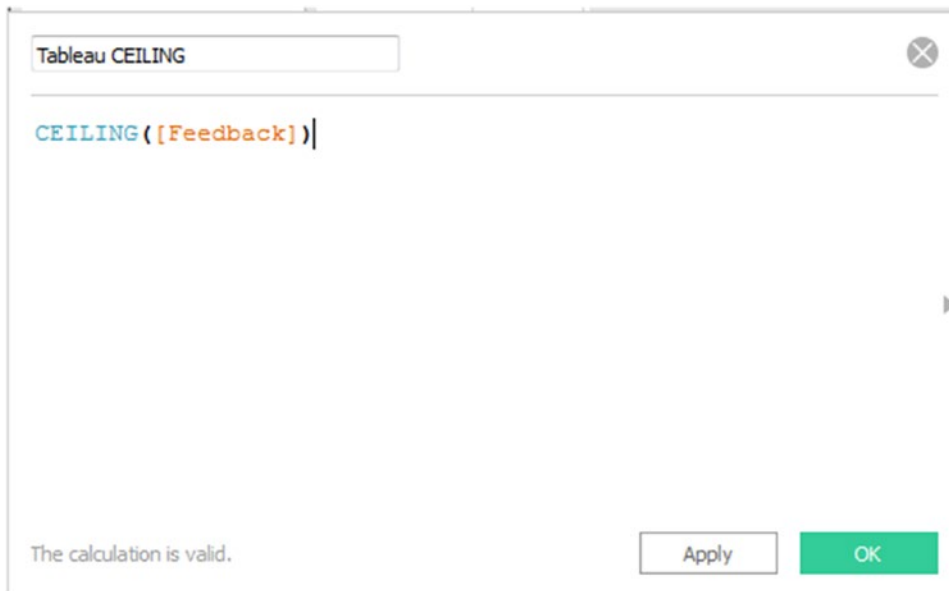 Tableau CEILING
CEILING([Feedback])
The calculation is valid.
Apply
OK